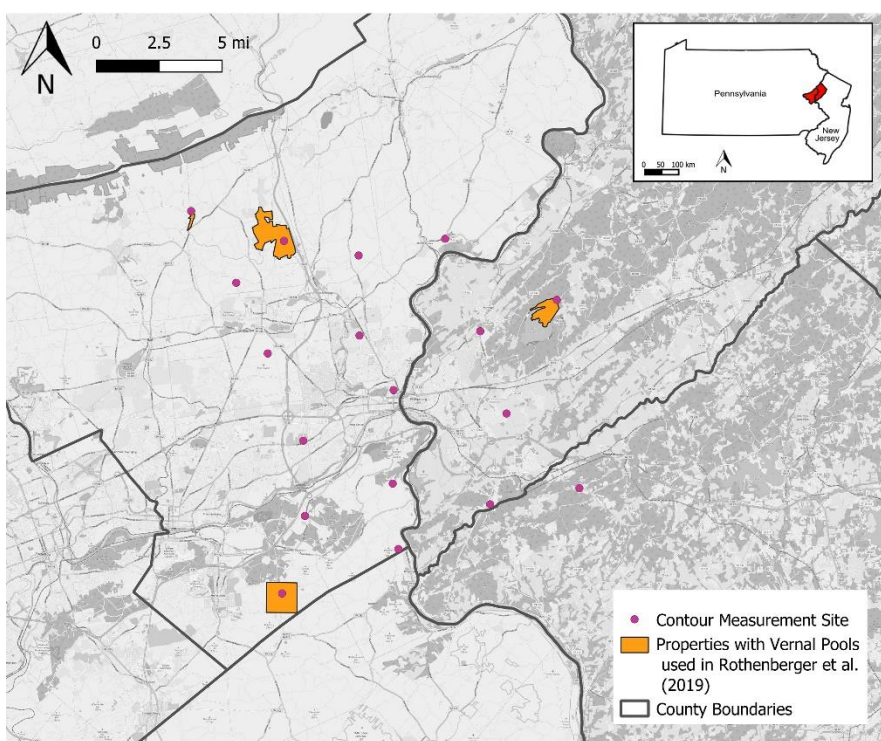 0 2.5 5 mi
N
Pennsylvania
New
Jersey
0 50 100 km
N
Contour Measurement Site
Properties with Vernal Pools
used in Rothenberger et al.
(2019)
County Boundaries